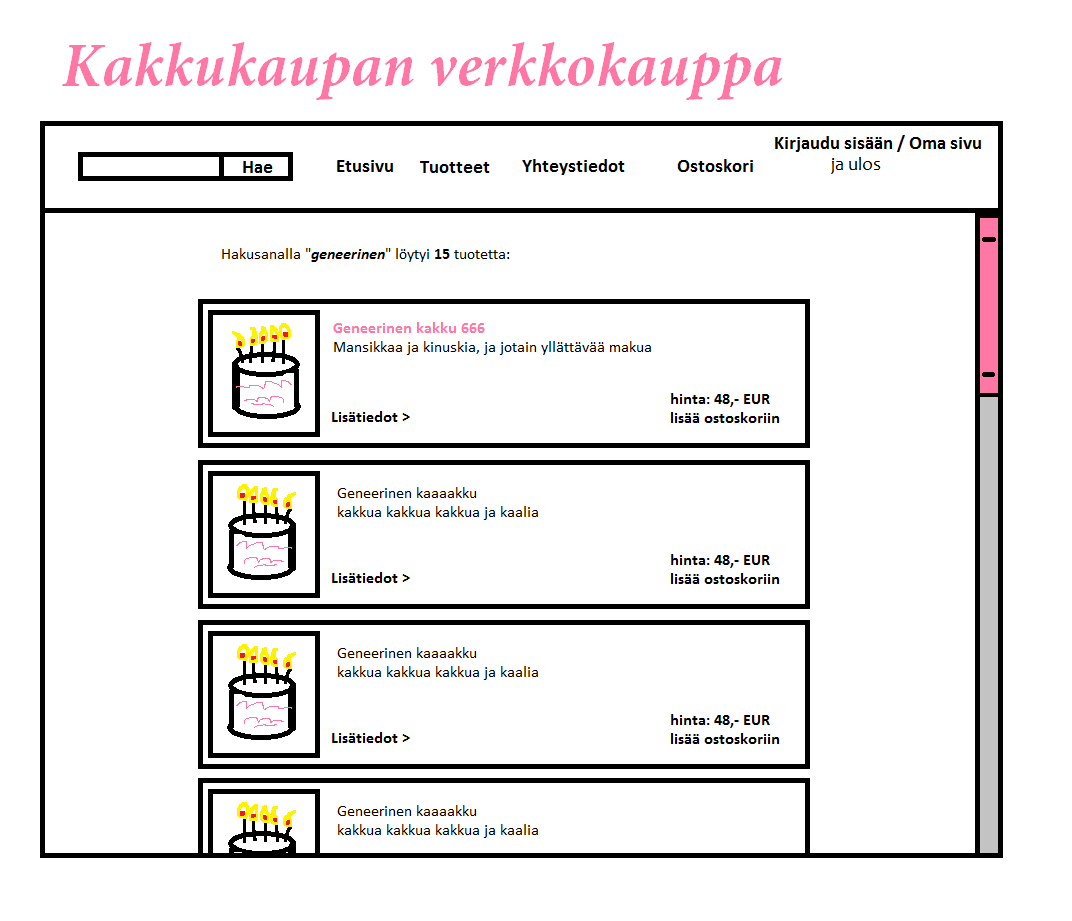 Kakkukaupan verkkokauppa
Hae
Etusivu
Tuotteet
Yhteystiedot
Ostoskori
Kirjaudu sisään / Oma sivu
ja ulos
Hakusanalla "geneerinen" löytyi 15 tuotetta:
Geneerinen kakku 666
Mansikkaa ja kinuskia, ja jotain yllättävää makua
hinta: 48,- EUR
Lisätiedot >
lisää ostoskoriin
Geneerinen kaaaakku
kakkua kakkua kakkua ja kaalia
hinta: 48,- EUR
Lisätiedot >
lisää ostoskoriin
Geneerinen kaaaakku
kakkua kakkua kakkua ja kaalia
hinta: 48,- EUR
Lisätiedot >
lisää ostoskoriin
Geneerinen kaaaakku
kakkua kakkua kakkua ja kaalia